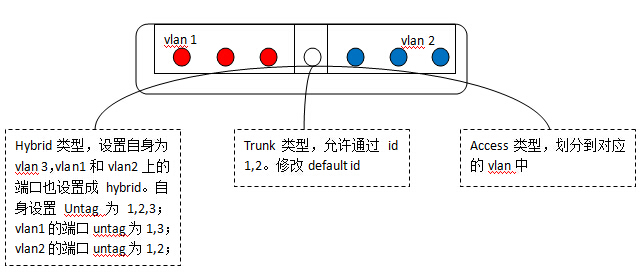 vlan 1
vlan 2
Hybrid 类型，设置自身为
vlan 3，vlan1 和 vlan2 上的
端口也设置成 hybrid。自
身设置 Untag 为 1,2,3；
vlan1 的端口 untag 为 1,3；
vlan2 的端口 untag 为 1,2；
Trunk 类型，允许通过 id
1,2。修改 default id
Access 类型，划分到对应
的 vlan 中